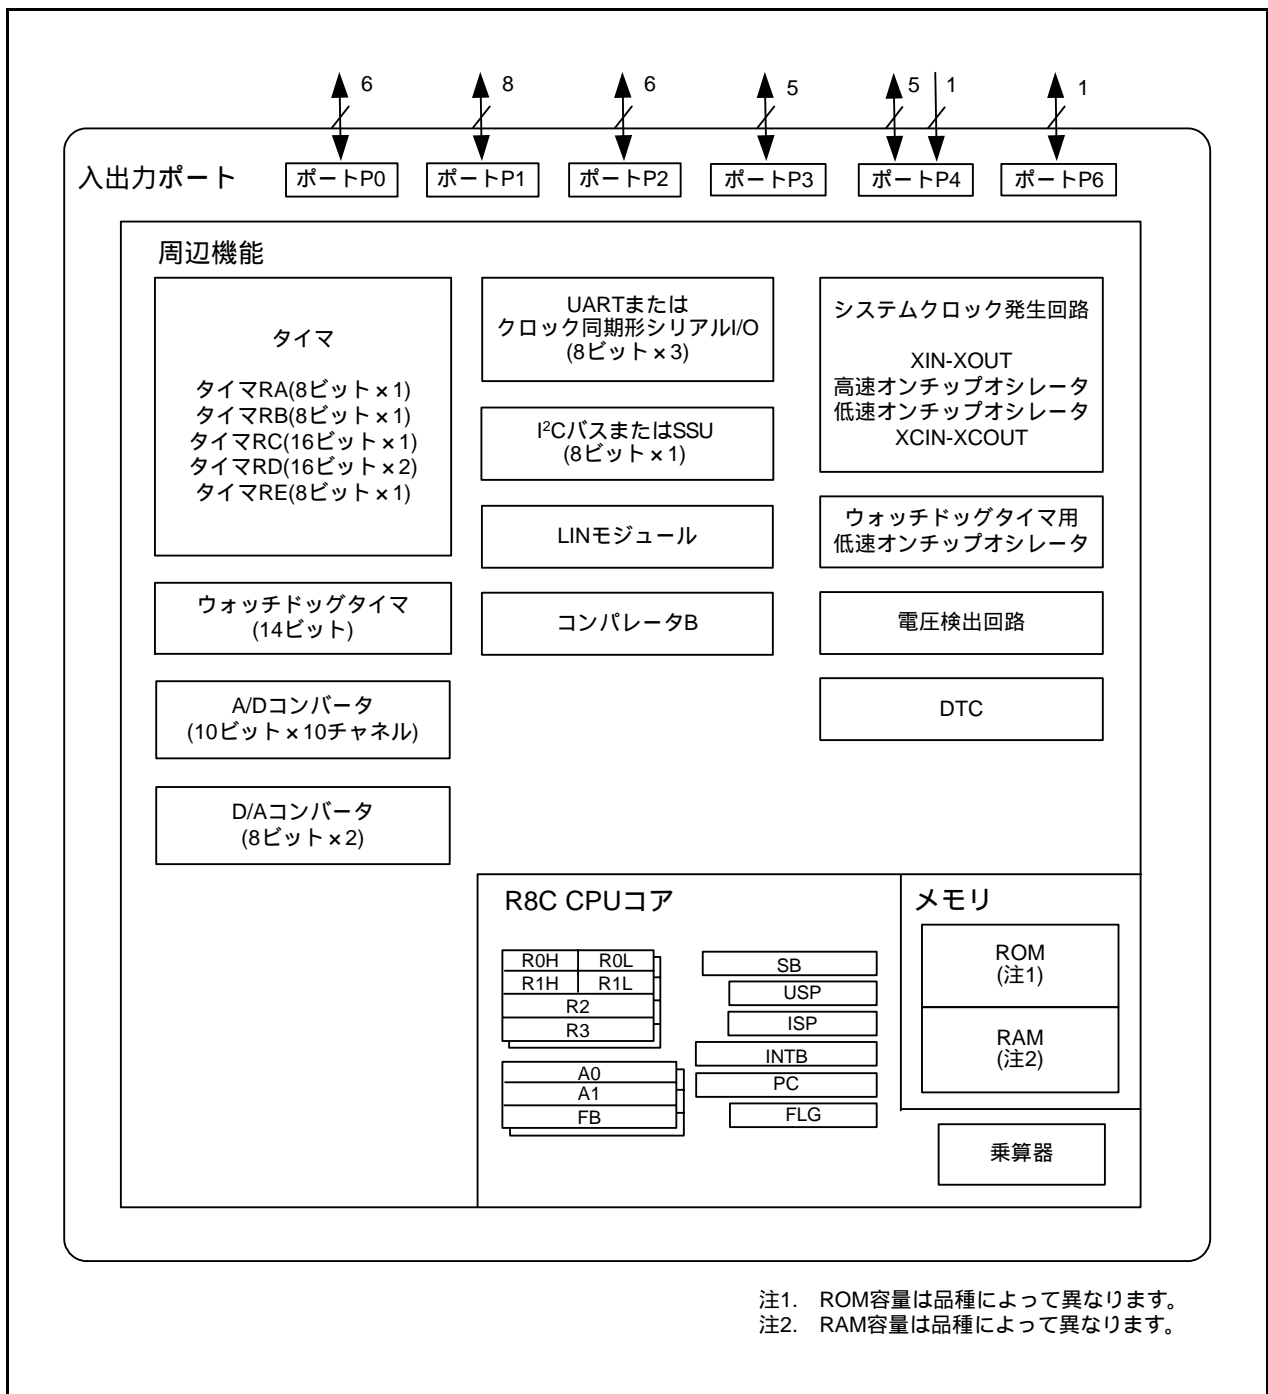 6
8
6
5
5
1
1
入出力ポート
ポートP0
ポートP1
ポートP2
ポートP3
ポートP4
ポートP6
周辺機能
タイマ
タイマRA(8ビット×1)
タイマRB(8ビット×1)
タイマRC(16ビット×1)
タイマRD(16ビット×2)
タイマRE(8ビット×1)
ウォッチドッグタイマ
(14ビット)
A/Dコンバータ
(10ビット×10チャネル)
D/Aコンバータ
(8ビット×2)
UARTまたは
クロック同期形シリアルI/O
(8ビット×3)
I²CバスまたはSSU
(8ビット×1)
LINモジュール
コンパレータB
システムクロック発生回路
XIN-XOUT
高速オンチップオシレータ
低速オンチップオシレータ
XCIN-XCOUT
ウォッチドッグタイマ用
低速オンチップオシレータ
電圧検出回路
DTC
R8C CPUコア
R0H
R0L
R1H
R1L
R2
R3
A0
A1
FB
SB
USP
ISP
INTB
PC
FLG
メモリ
ROM
(注1)
RAM
(注2)
乗算器
注1. ROM容量は品種によって異なります。
注2. RAM容量は品種によって異なります。